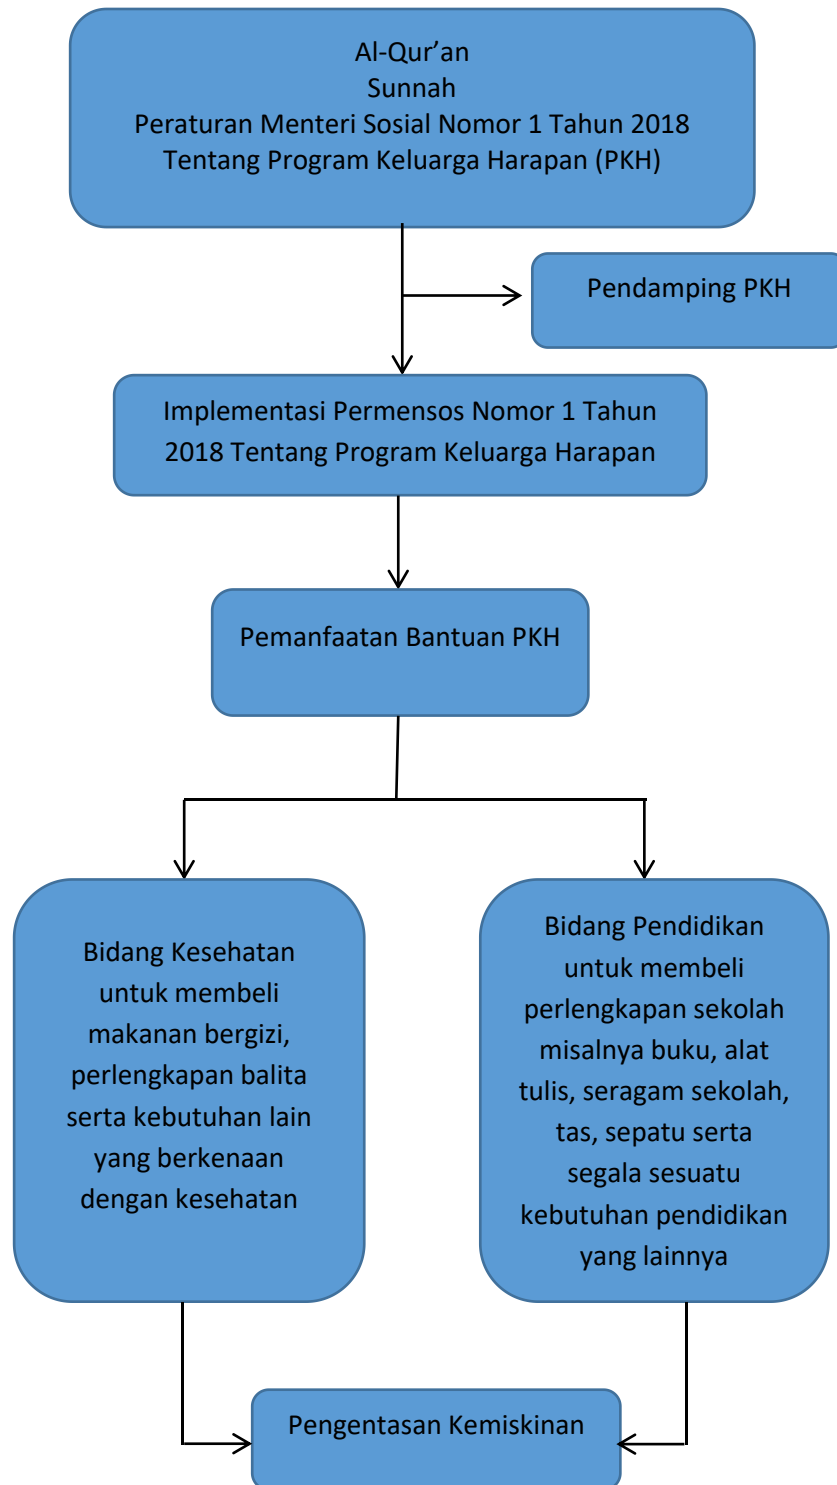 Al-Qur’an
Sunnah
Peraturan Menteri Sosial Nomor 1 Tahun 2018
Tentang Program Keluarga Harapan (PKH)
Pendamping PKH
Implementasi Permensos Nomor 1 Tahun
2018 Tentang Program Keluarga Harapan
Pemanfaatan Bantuan PKH
Bidang Kesehatan
untuk membeli
makanan bergizi,
perlengkapan balita
serta kebutuhan lain
yang berkenaan
dengan kesehatan
Bidang Pendidikan
untuk membeli
perlengkapan sekolah
misalnya buku, alat
tulis, seragam sekolah,
tas, sepatu serta
segala sesuatu
kebutuhan pendidikan
yang lainnya
Pengentasan Kemiskinan